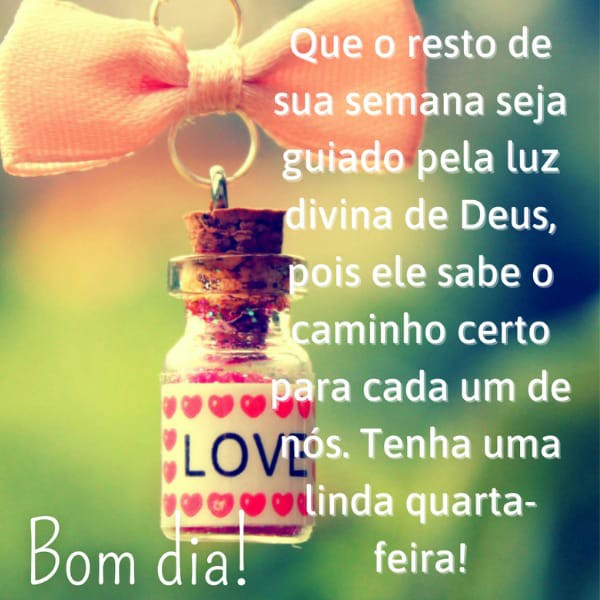 Que o resto de
sua semana seja
guiado pela luz
divina de Deus,
pois ele sabe o
caminho certo
para cada um de
nós. Tenha uma
linda quarta-
feira!
LOVE
Bom dia!